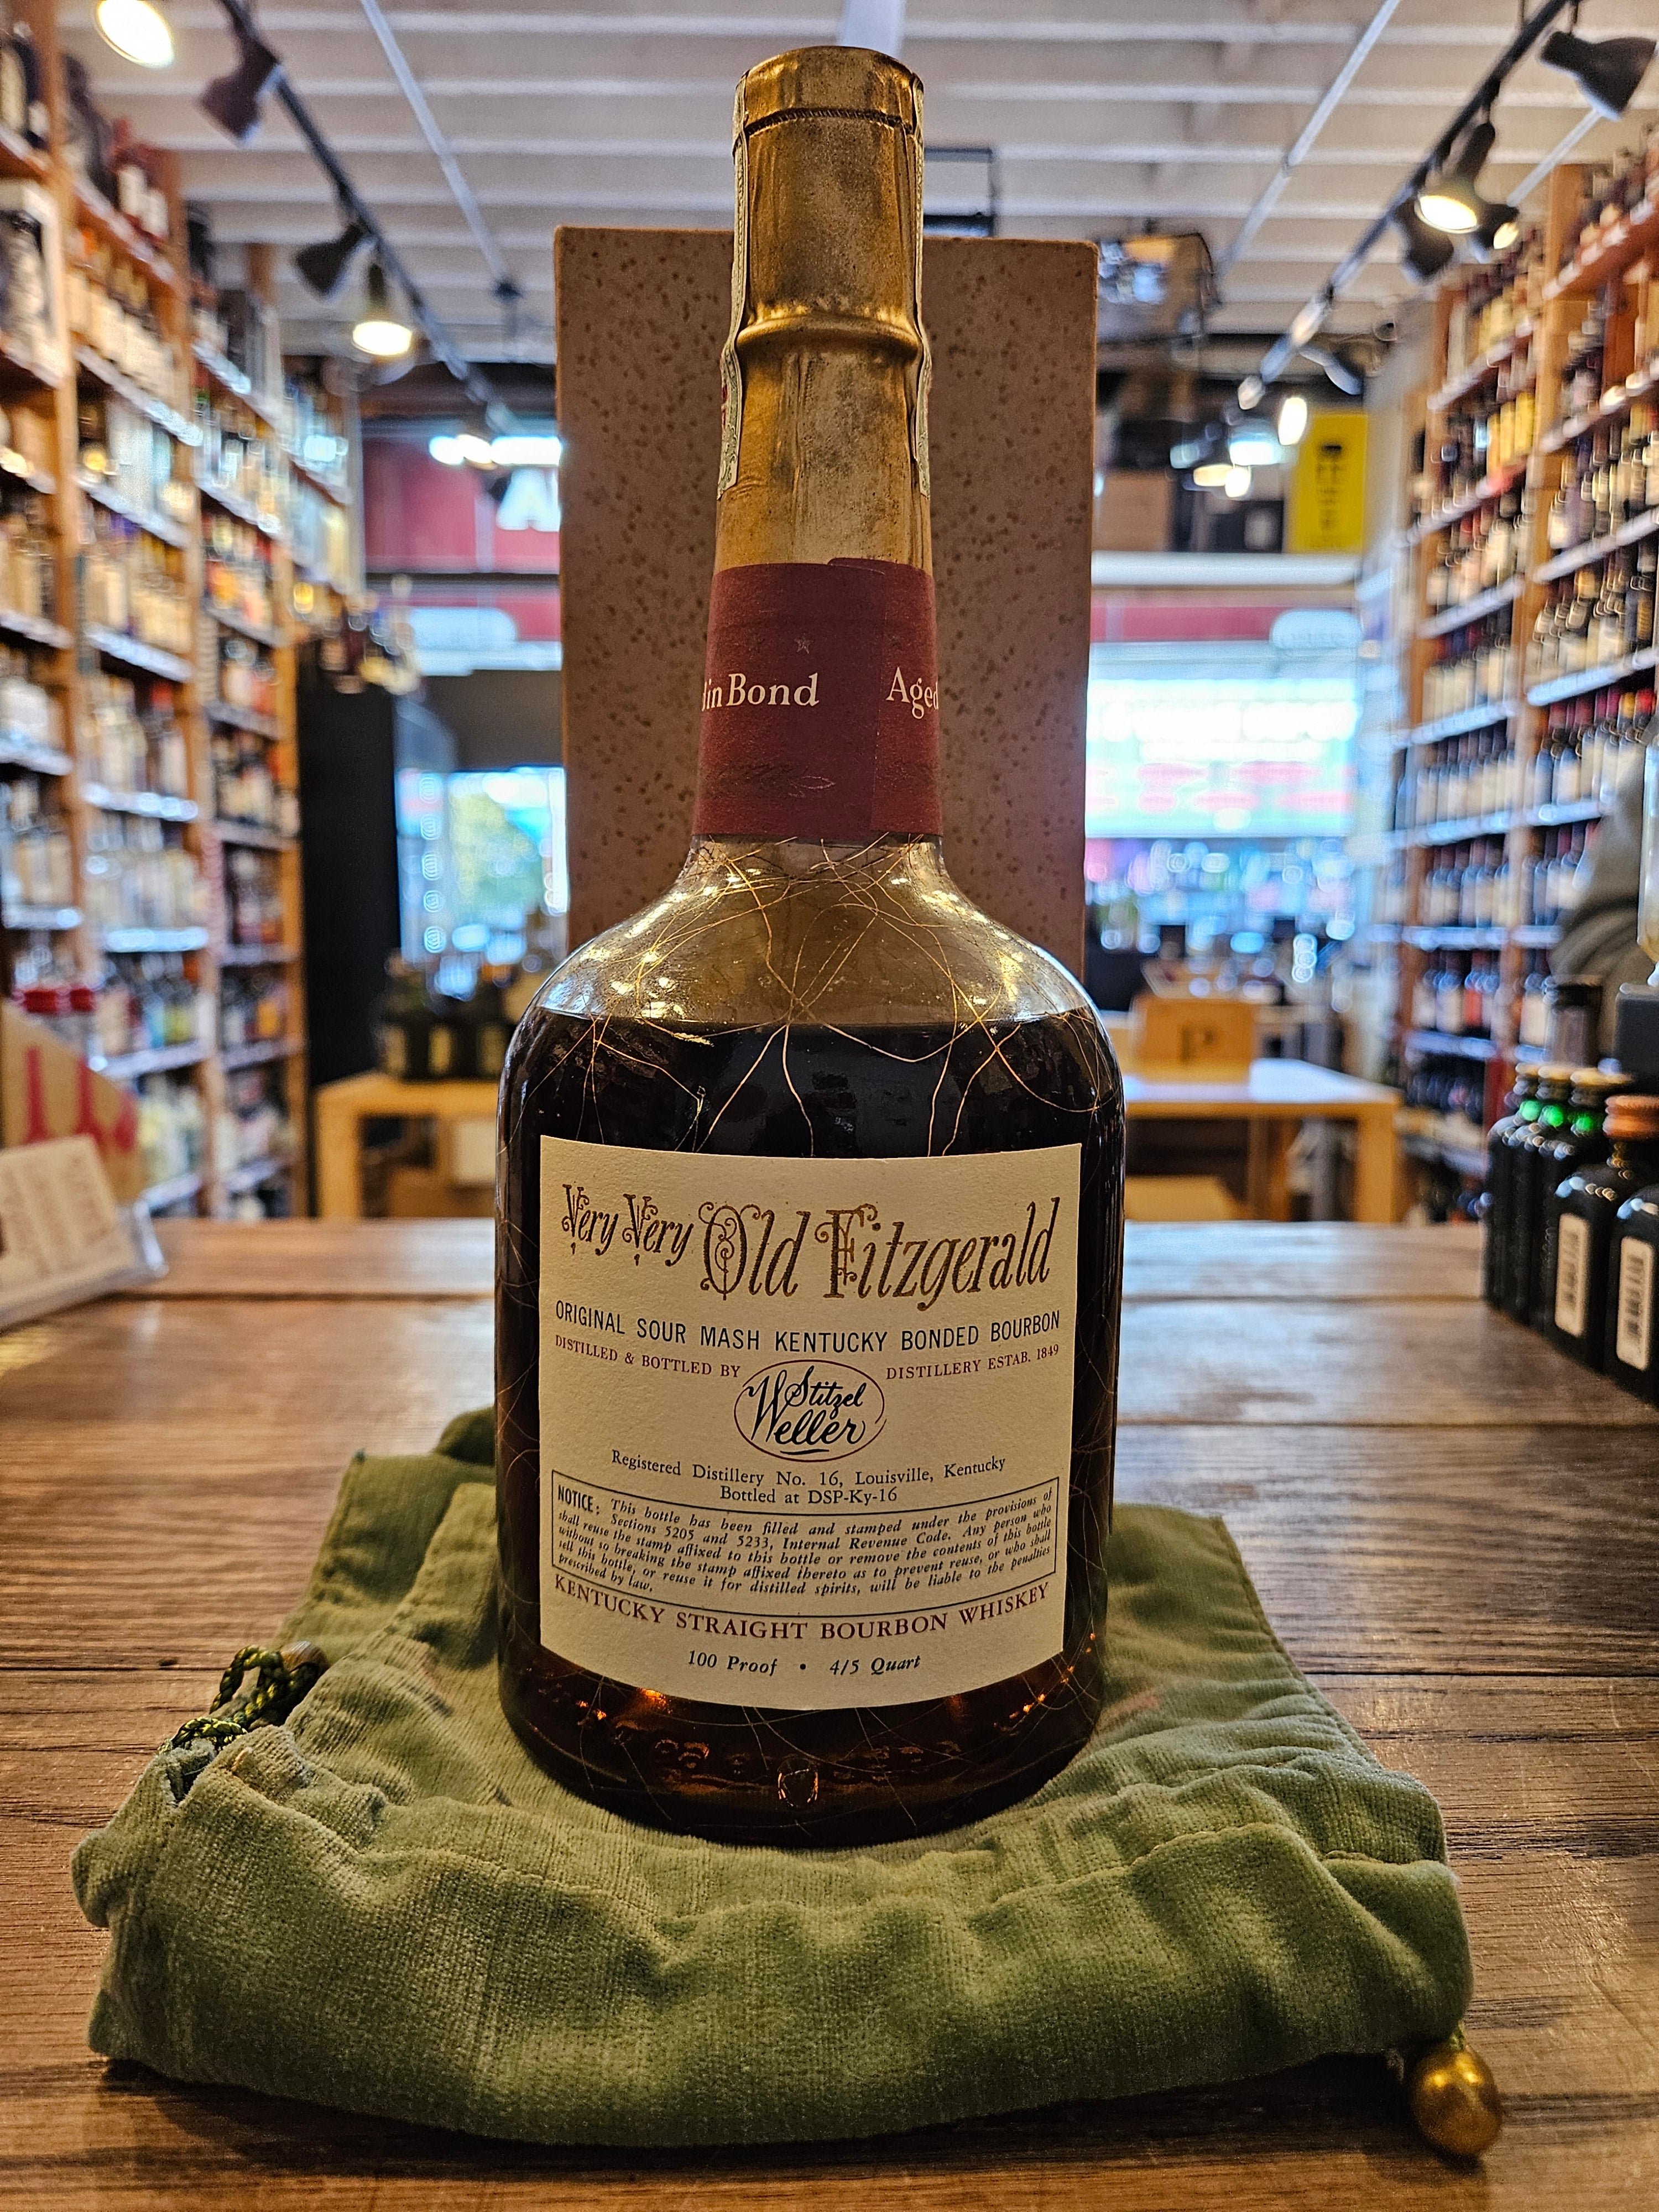 in Bond Aged
Very Very Old Fitzgerald
ORIGINAL SOUR MASH KENTUCKY BONDED BOURBON
DISTILLED & BOTTLED BY
DISTILLERY ESTAB. 1849
Stitzel
Weller
Registered Distillery No. 16, Louisville, Kentucky
Bottled at DSP-Ky-16
NOTICE: This bottle has been filled and stamped under the provisions of
Sections 5205 and 5233, Internal Revenue Code. Any person who
shall reuse the stamp affixed to this bottle or remove the contents of this bottle
without so breaking the stamp affixed thereto as to prevent reuse, or who shall
sell this bottle, or reuse it for distilled spirits, will be liable to the penalties
prescribed by law.
KENTUCKY STRAIGHT BOURBON WHISKEY
100 Proof • 4/5 Quart